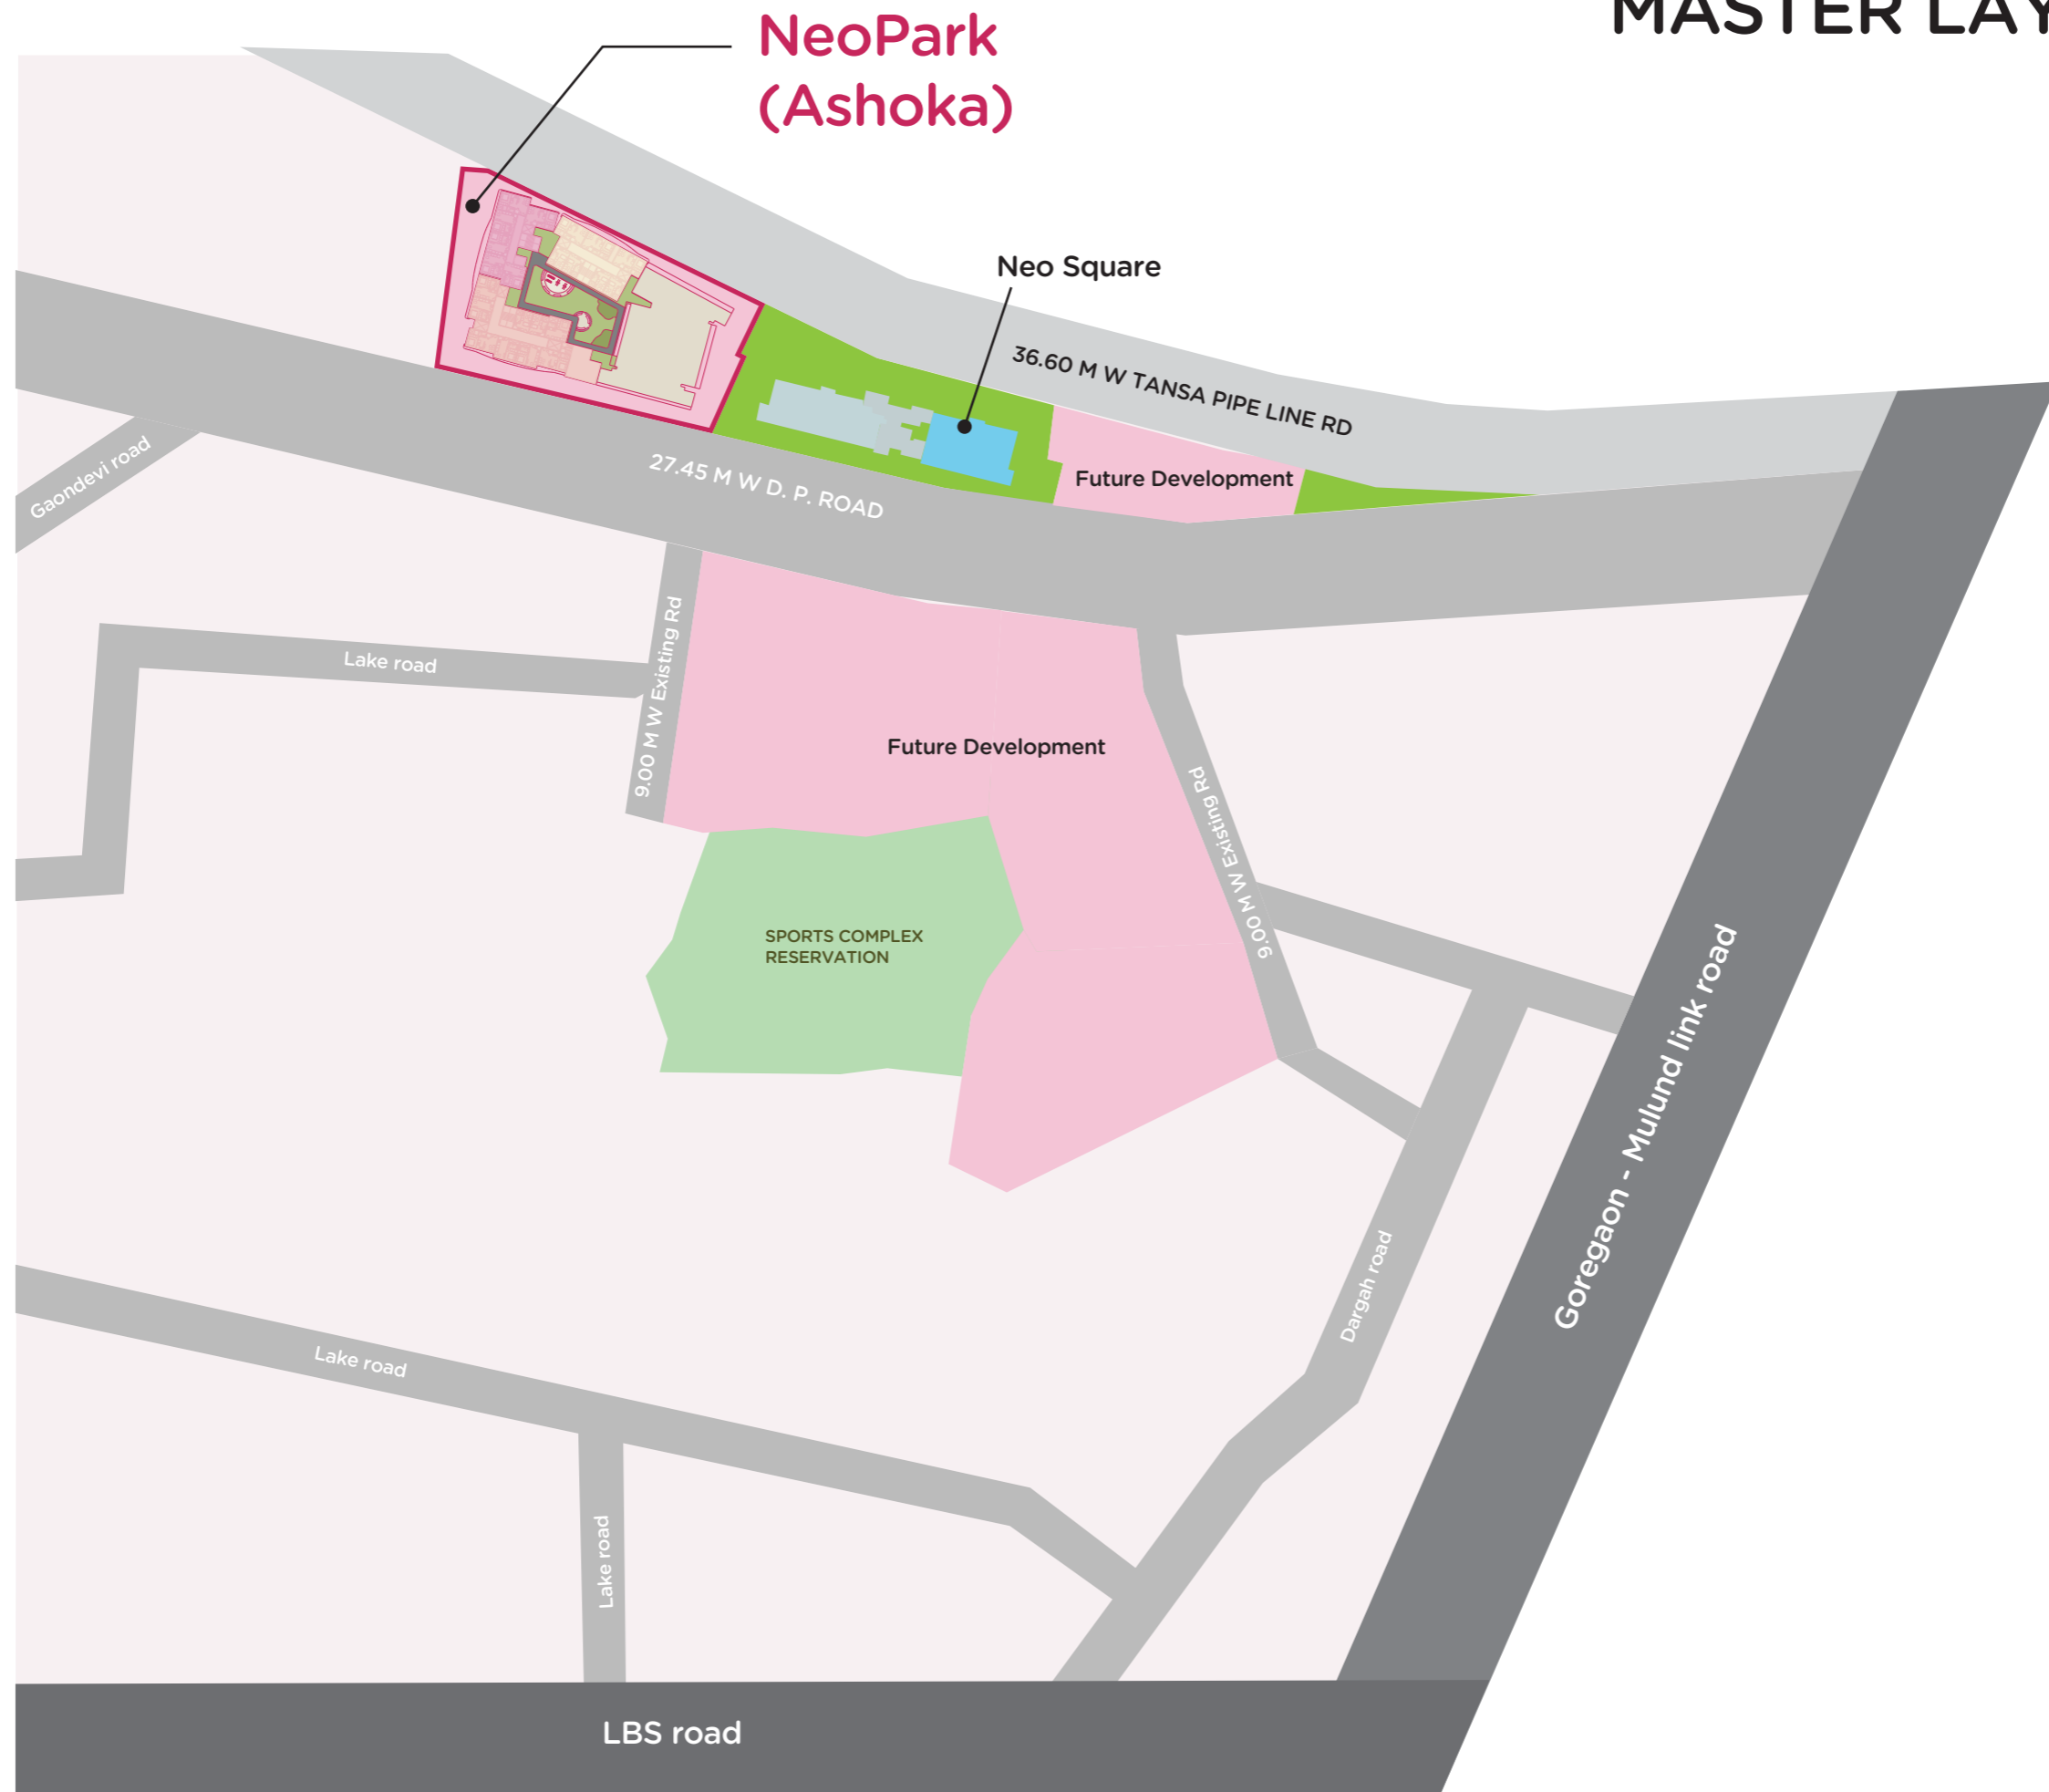 MASTER LAY
NeoPark
(Ashoka)
Neo Square
36.60 M W TANSA PIPE LINE RD
Future Development
27.45 M W D. P. ROAD
Gaondevi road
Lake road
9.00 M W Existing Rd
Future Development
9.00 M W Existing Rd
SPORTS COMPLEX
RESERVATION
Goregaon - Mulund link road
Dargah road
Lake road
Lake road
LBS road